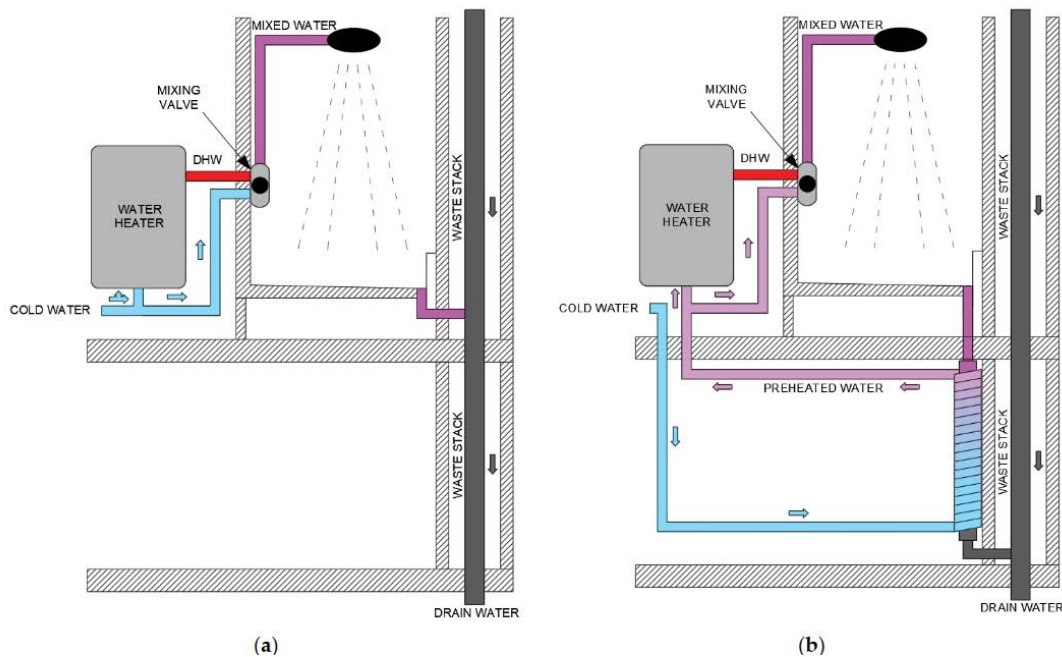 MIXED WATER
MIXING
VALVE
DHW
WATER
HEATER
COLD WATER
WASTE STACK
WASTE STACK
DRAIN WATER
(a)
MIXED WATER
MIXING
VALVE
DHW
WATER
HEATER
COLD WATER
PREHEATED WATER
WASTE STACK
WASTE STACK
DRAIN WATER
(b)